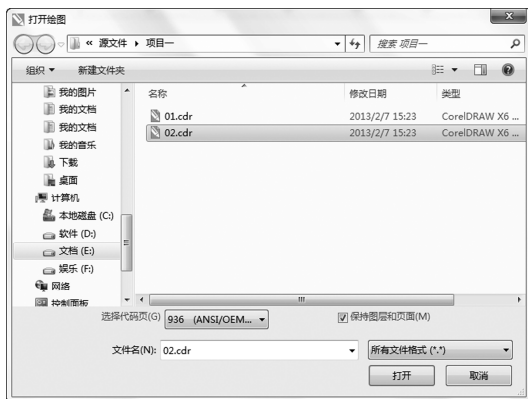 打开绘图
« 源文件 ▸ 项目一
搜索 项目一
组织 ▾ 新建文件夹
名称 修改日期 类型
我的图片
我的文档
我的文档
我的音乐
下载
桌面
计算机
本地磁盘 (C:)
软件 (D:)
文档 (E:)
娱乐 (F:)
网络
控制面板
01.cdr 2013/2/7 15:23 CorelDRAW X6 ...
02.cdr 2013/2/7 15:23 CorelDRAW X6 ...
选择代码页(G) 936 (ANSI/OEM... 保持图层和页面(M)
文件名(N): 02.cdr 所有文件格式 (*.*)
打开 取消